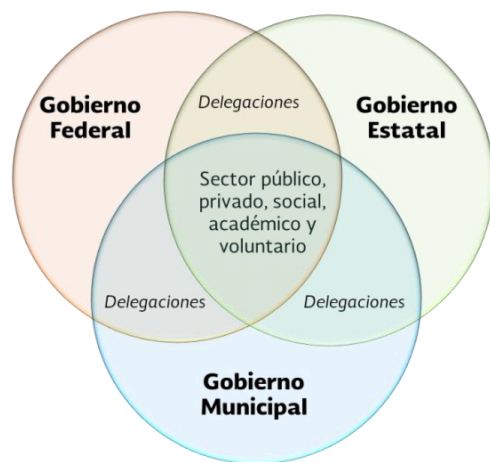 Gobierno
Federal
Delegaciones
Gobierno
Estatal
Sector público,
privado, social,
académico y
voluntario
Delegaciones
Delegaciones
Gobierno
Municipal